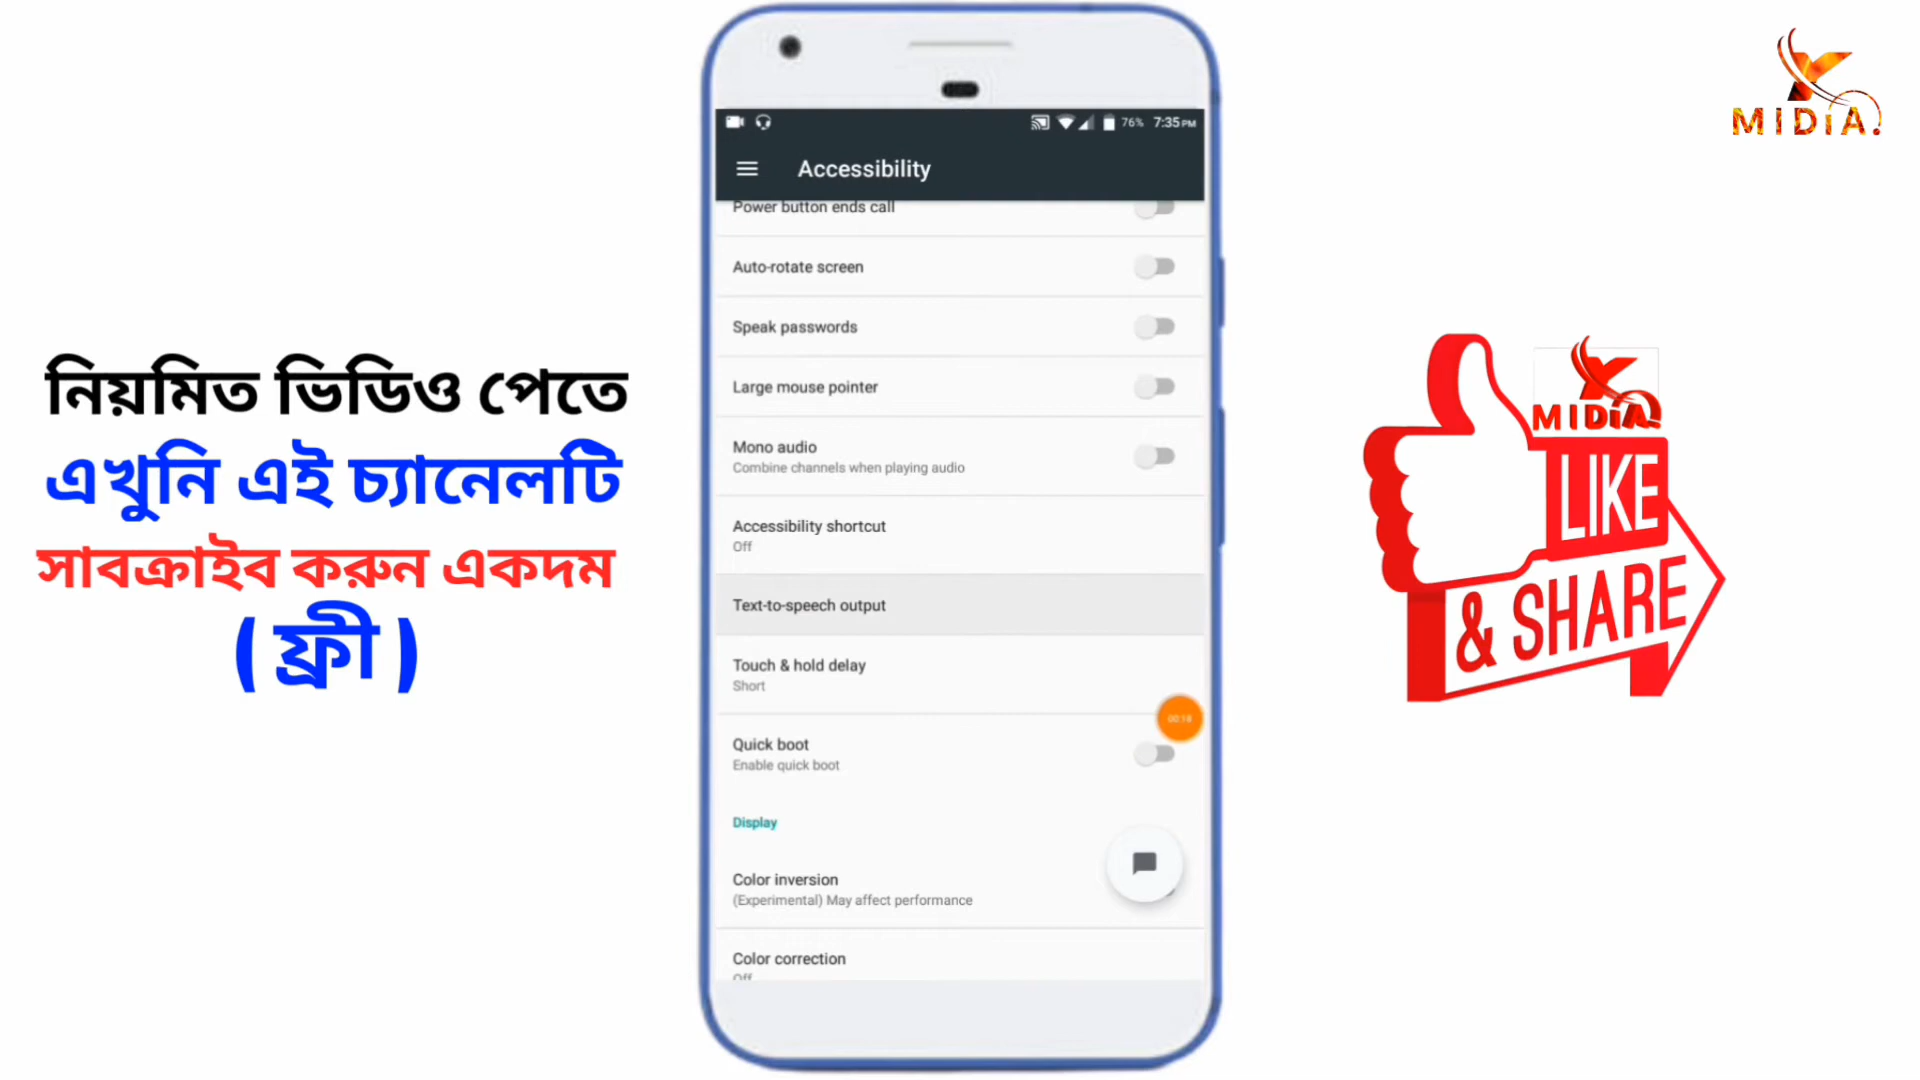 নিয়মিত ভিডিও পেতে
এখুনি এই চ্যানেলটি
সাবক্রাইব করুন একদম
( ফ্রী )
76% 7:35 PM
Accessibility
Power button ends call
Auto-rotate screen
Speak passwords
Large mouse pointer
Mono audio
Combine channels when playing audio
Accessibility shortcut
Off
Text-to-speech output
Touch & hold delay
Short
Quick boot
Enable quick boot
Display
Color inversion
(Experimental) May affect performance
Color correction
Off
MIDiA.
MIDiA.
LIKE
& SHARE